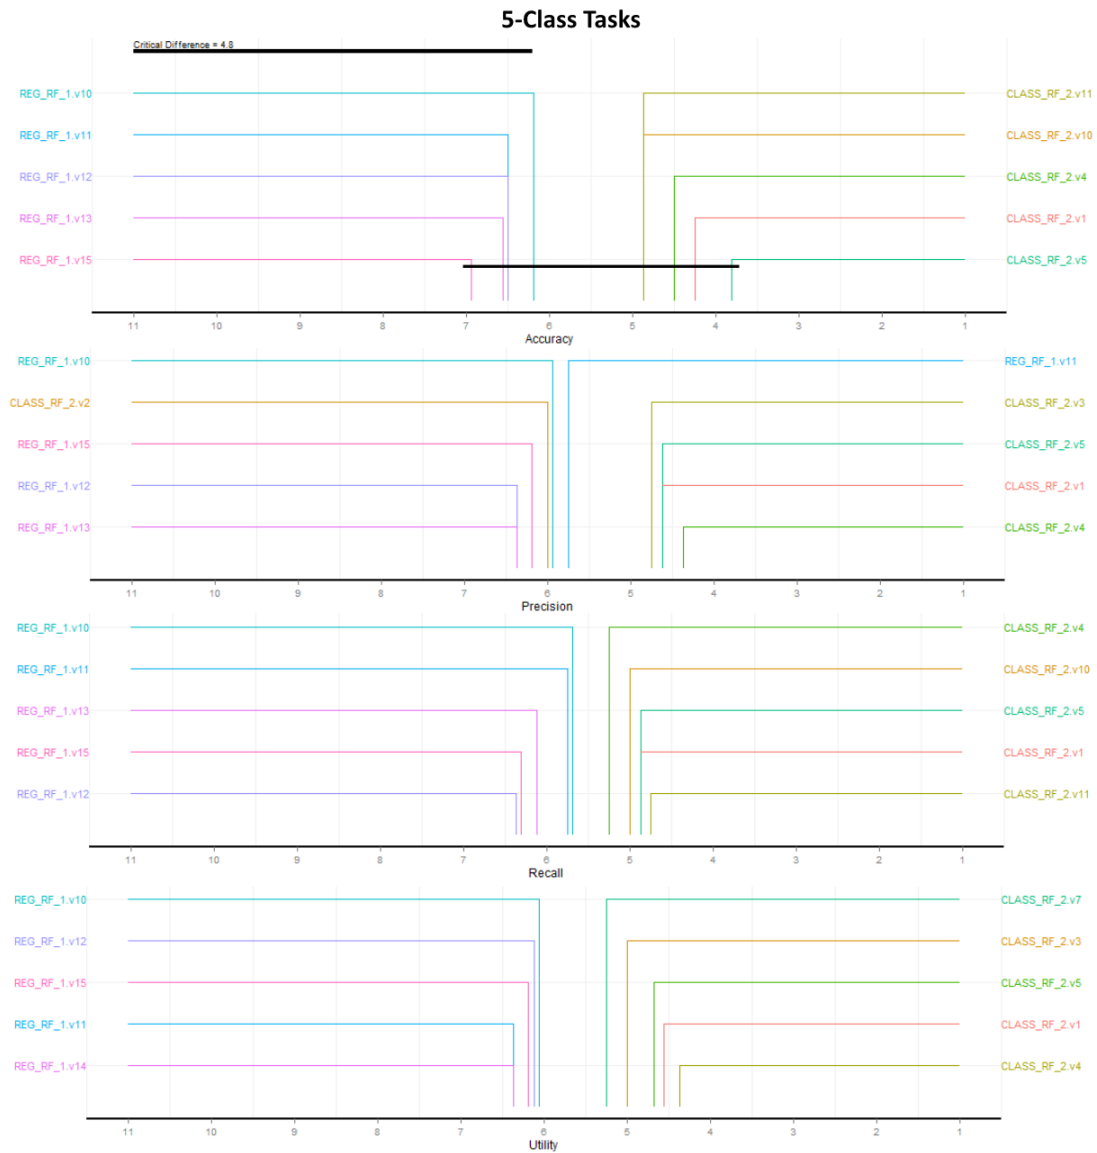 5-Class Tasks
Critical Difference = 4.8
REG_RF_1.v10
CLASS_RF_2.v11
REG_RF_1.v11
CLASS_RF_2.v10
REG_RF_1.v12
CLASS_RF_2.v4
REG_RF_1.v13
CLASS_RF_2.v1
REG_RF_1.v15
CLASS_RF_2.v5
11 10 9 8 7 6 5 4 3 2 1
Accuracy
REG_RF_1.v10
REG_RF_1.v11
CLASS_RF_2.v2
CLASS_RF_2.v3
REG_RF_1.v15
CLASS_RF_2.v5
REG_RF_1.v12
CLASS_RF_2.v1
REG_RF_1.v13
CLASS_RF_2.v4
11 10 9 8 7 6 5 4 3 2 1
Precision
REG_RF_1.v10
CLASS_RF_2.v4
REG_RF_1.v11
CLASS_RF_2.v10
REG_RF_1.v13
CLASS_RF_2.v5
REG_RF_1.v15
CLASS_RF_2.v1
REG_RF_1.v12
CLASS_RF_2.v11
11 10 9 8 7 6 5 4 3 2 1
Recall
REG_RF_1.v10
CLASS_RF_2.v7
REG_RF_1.v12
CLASS_RF_2.v3
REG_RF_1.v15
CLASS_RF_2.v5
REG_RF_1.v11
CLASS_RF_2.v1
REG_RF_1.v14
CLASS_RF_2.v4
11 10 9 8 7 6 5 4 3 2 1
Utility